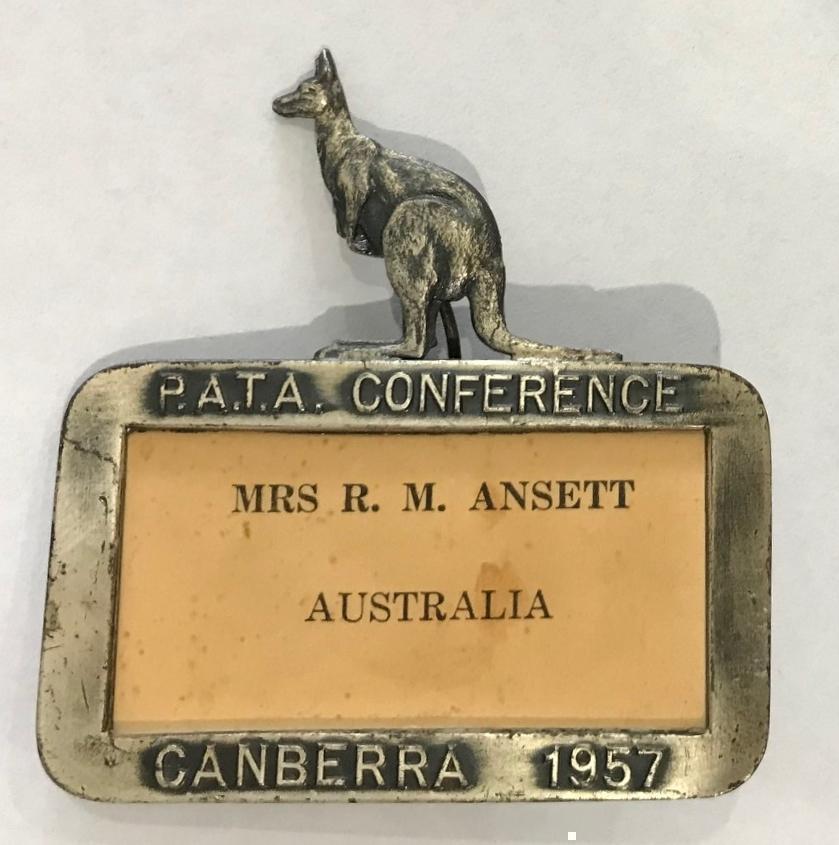 P.A.T.A. CONFERENCE
MRS R. M. ANSETT
AUSTRALIA
CANBERRA 1957